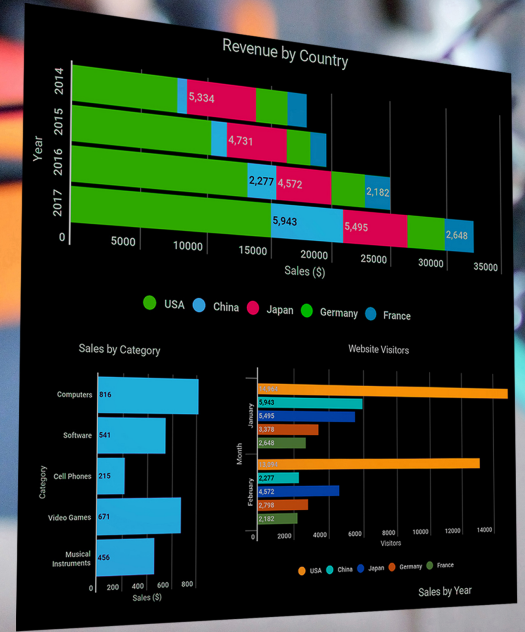 Revenue by Country
Year
2014
5,334
2015
4,731
2016
2,277
4,572
2,182
2017
5,943
5,495
2,648
0
5000
10000
15000
20000
25000
30000
35000
Sales ($)
USA
China
Japan
Germany
France
Sales by Category
Category
Computers
816
Software
541
Cell Phones
215
Video Games
671
Musical
Instruments
456
0
200
400
600
800
Sales ($)
Website Visitors
Month
January
5,943
5,495
3,378
2,648
February
2,277
4,572
2,798
2,182
0
2000
4000
6000
8000
10000
12000
14000
Visitors
USA
China
Japan
Germany
France
Sales by Year